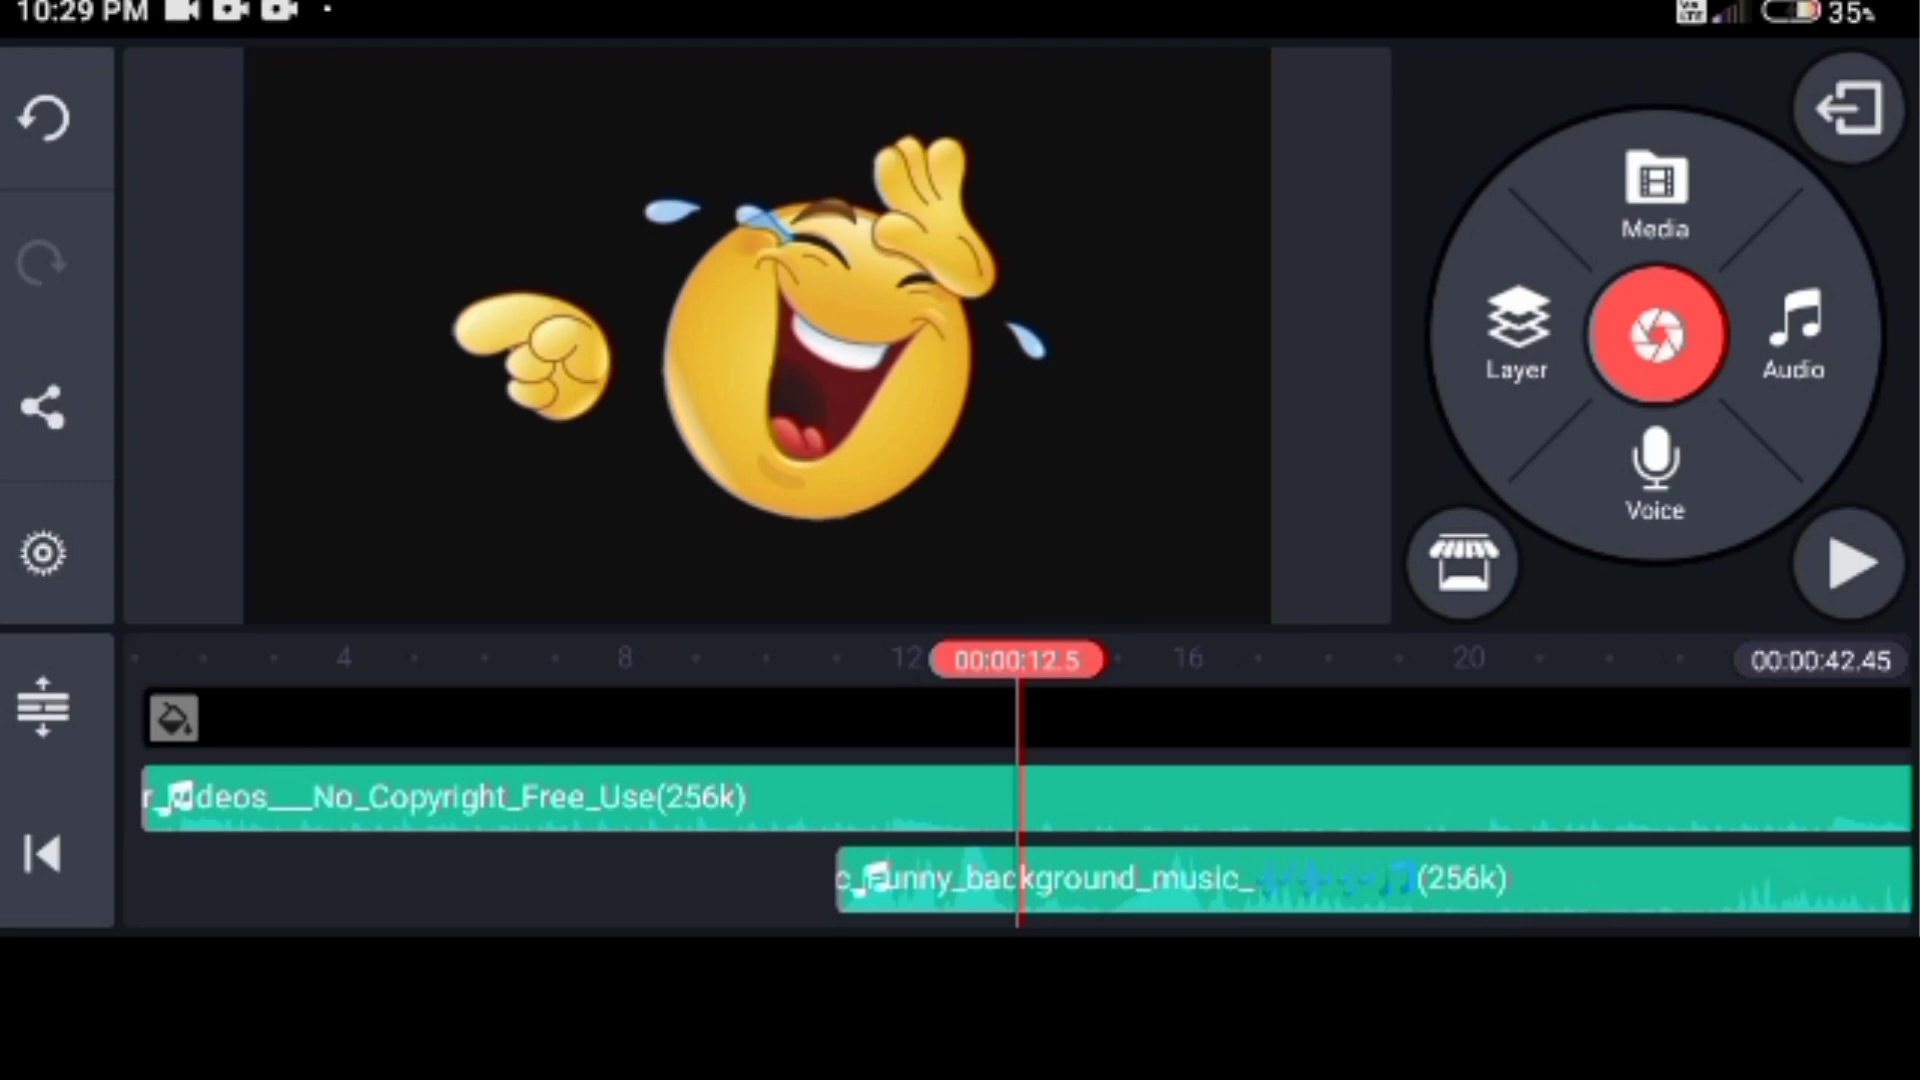 10:29 PM
35%
Media
Layer
Audio
Voice
4
8
12
00:00:12.5
16
20
00:00:42.45
deos___No_Copyright_Free_Use(256k)
unny_background_music_🎶🎶🎶🎵(256k)